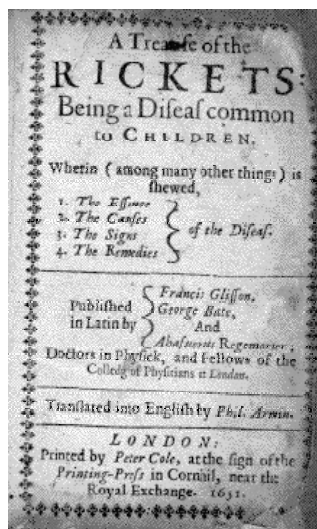 A Treatise of the
RICKETS:
Being a Diseas common
to CHILDREN.
Wherin (among many other things) is
shewed,
1. The Essence
2. The Causes
3. The Signs
4. The Remedies
of the Diseas.
Published
in Latin by
Francis Glisson,
George Bate,
And
Ahasuerus Regemorter;
Doctors in Physick, and Fellows of the
Colledg of Physitians at London.
Translated into English by Phil. Armin.
LONDON:
Printed by Peter Cole, at the sign of the
Printing-Press in Cornhil, near the
Royal Exchange. 1651.